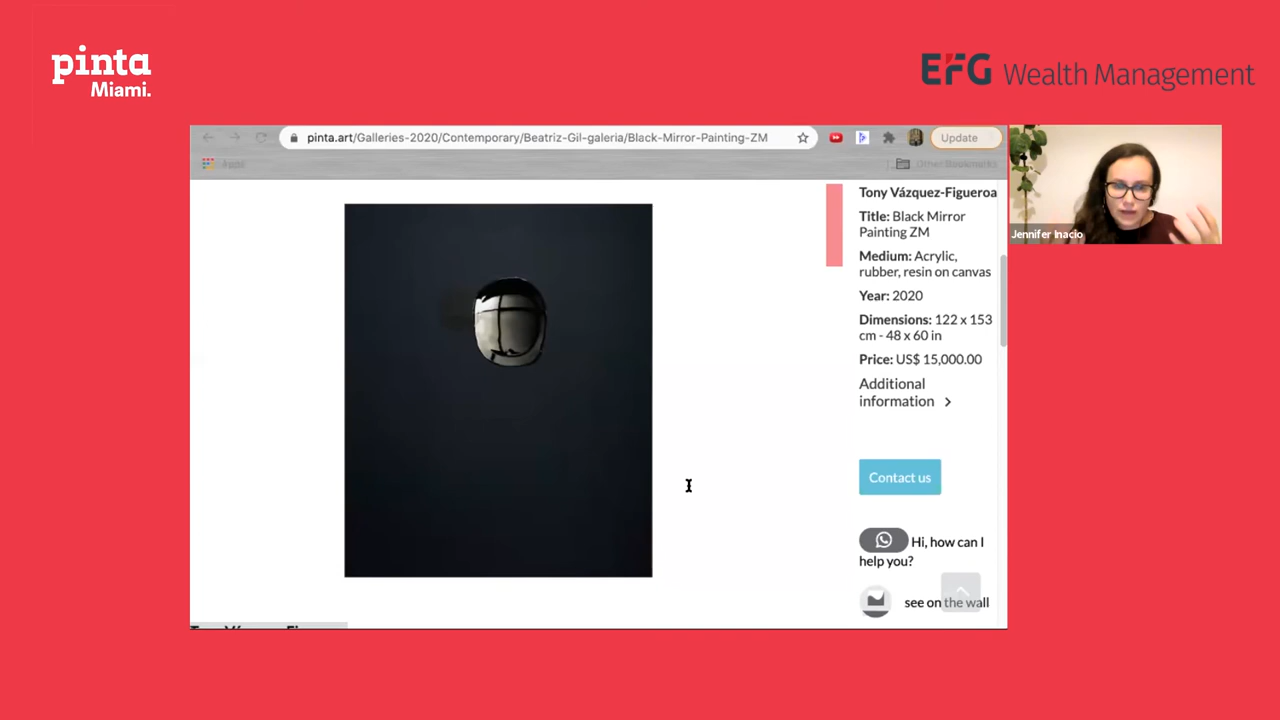 pinta
Miami.
EFG Wealth Management
pinta.art/Galleries-2020/Contemporary/Beatriz-Gil-galeria/Black-Mirror-Painting-ZM
Update
Other Bookmarks
Jennifer Inacio
Tony Vázquez-Figueroa
Title: Black Mirror
Painting ZM
Medium: Acrylic,
rubber, resin on canvas
Year: 2020
Dimensions: 122 x 153
cm - 48 x 60 in
Price: US$ 15,000.00
Additional
information
Contact us
Hi, how can I
help you?
see on the wall